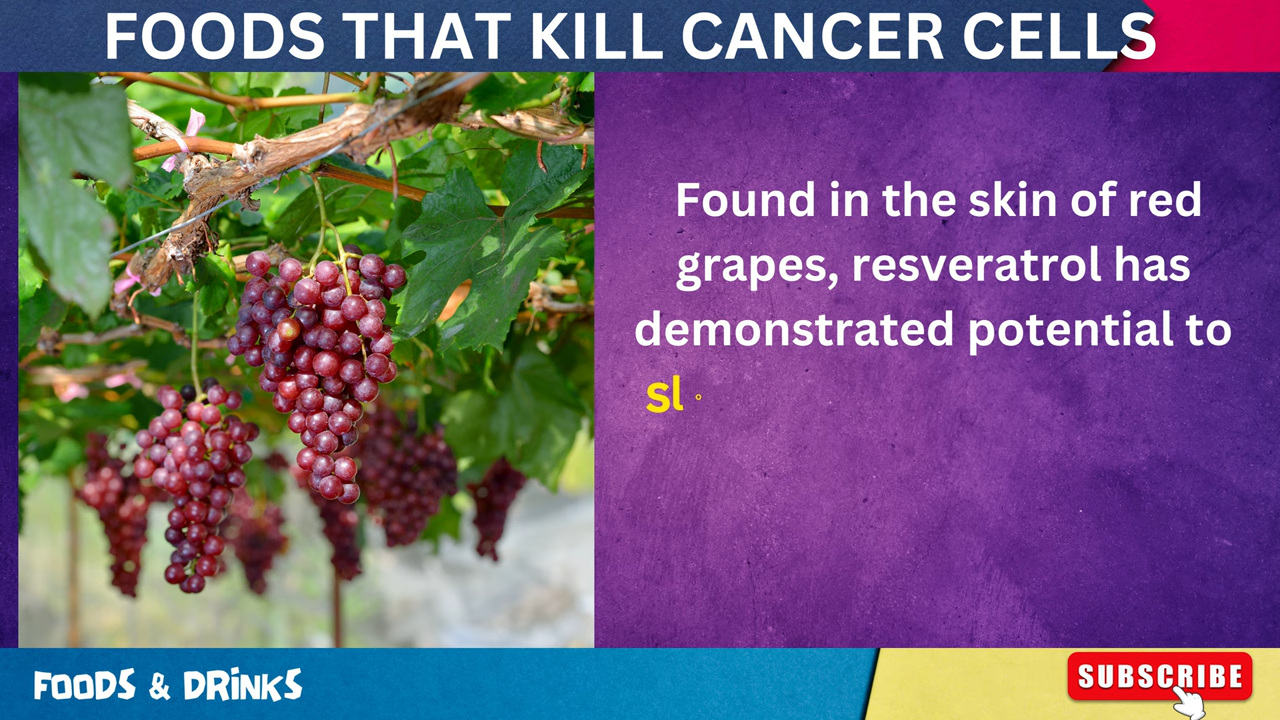 FOODS THAT KILL CANCER CELLS
Found in the skin of red
grapes, resveratrol has
demonstrated potential to
sl
FOODS & DRINKS
SUBSCRIBE